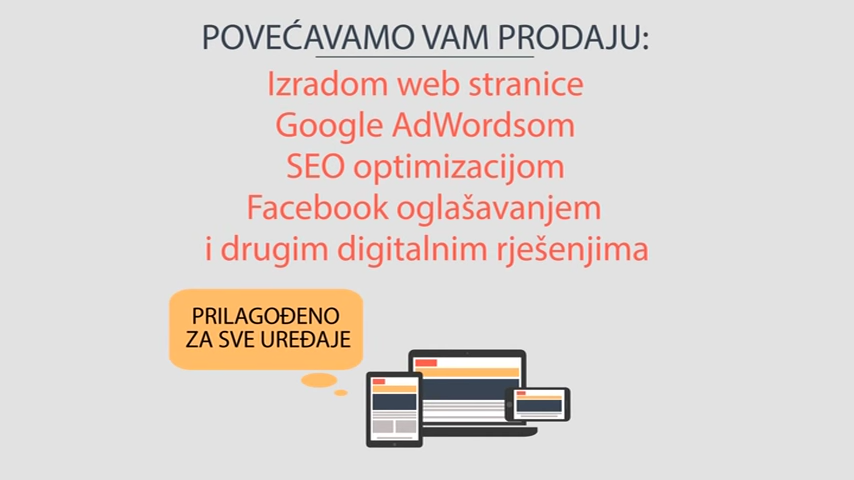 POVEĆAVAMO VAM PRODAJU:
Izradom web stranice
Google AdWordsom
SEO optimizacijom
Facebook oglašavanjem
i drugim digitalnim rješenjima
PRILAGOĐENO
ZA SVE UREĐAJE